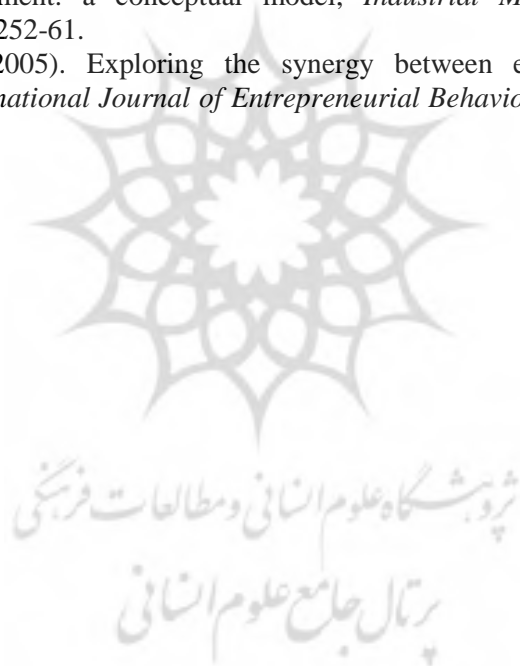 ment: a conceptual model, Industrial M
252-61.
2005). Exploring the synergy between e
national Journal of Entrepreneurial Behavio
پژوهشگاه علوم انسانی و مطالعات فرهنگی
پرتال جامع علوم انسانی